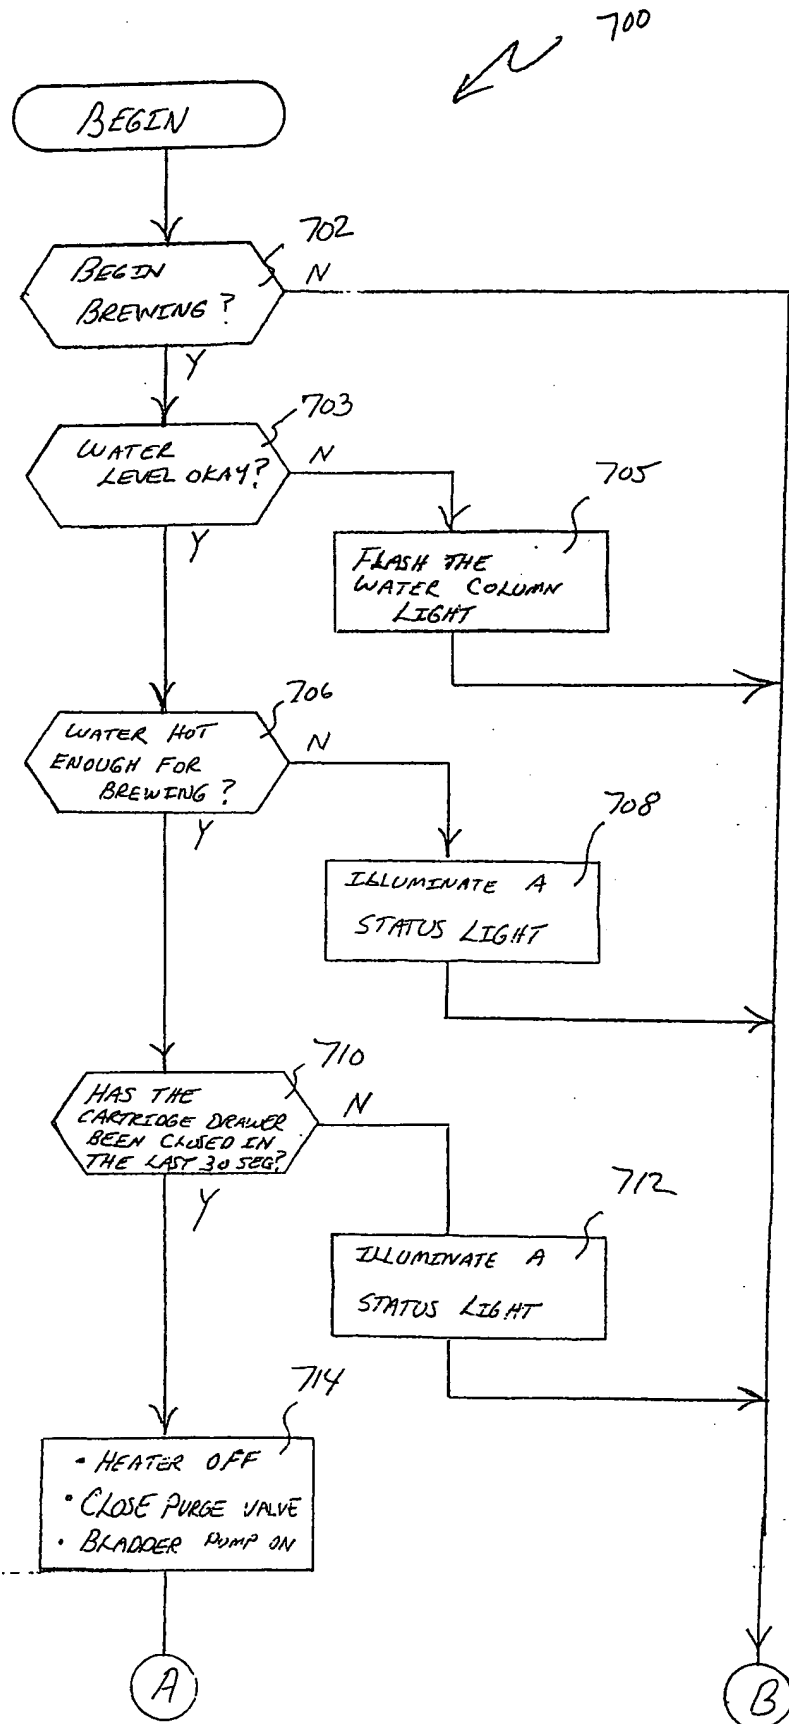 700
BEGIN
702
BEGIN
BREWING?
N
Y
703
WATER
LEVEL OKAY?
N
Y
705
FLASH THE
WATER COLUMN
LIGHT
706
WATER HOT
ENOUGH FOR
BREWING?
N
Y
708
ILLUMINATE A
STATUS LIGHT
710
HAS THE
CARTRIDGE DRAWER
BEEN CLOSED IN
THE LAST 30 SEC?
N
Y
712
ILLUMINATE A
STATUS LIGHT
714
• HEATER OFF
• CLOSE PURGE VALVE
• BLADDER PUMP ON
A
B